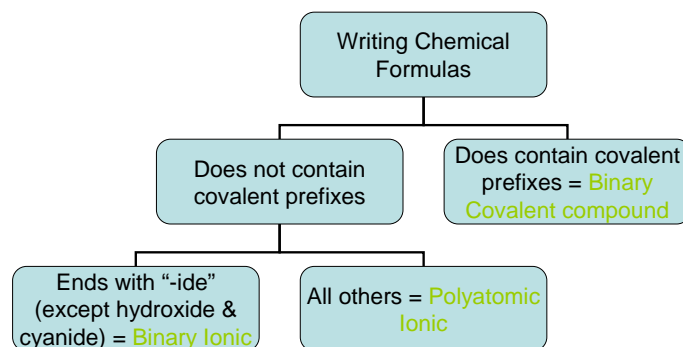 Writing Chemical
Formulas
Does not contain
covalent prefixes
Does contain covalent
prefixes = Binary
Covalent compound
Ends with “-ide”
(except hydroxide &
cyanide) = Binary Ionic
All others = Polyatomic
Ionic